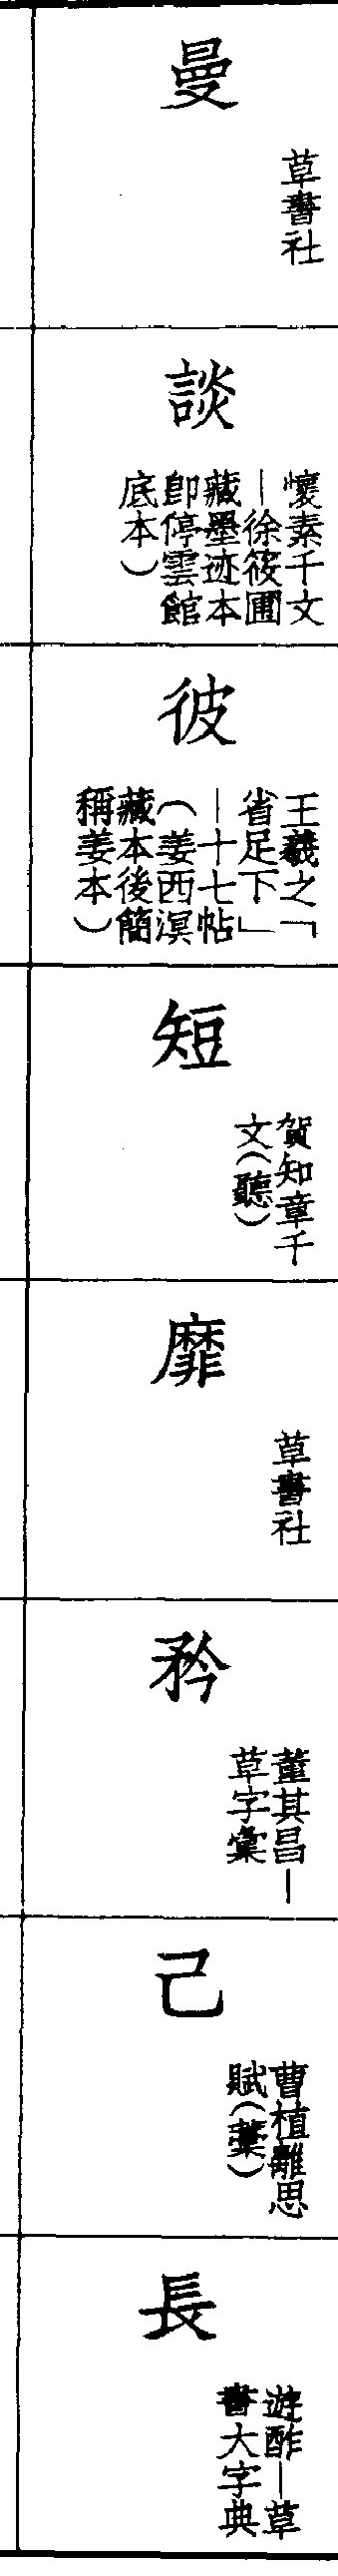 曼
草書社
談
懷素千文
—徐筱圃
藏墨迹本
即停雲館
底本）
彼
王羲之「
省足下」
—十七帖
（姜西溟
藏本後簡
稱姜本）
短
賀知章千
文（聽）
靡
草書社
矜
董其昌—
草字彙
己
曹植離思
賦（藁）
長
遊酢—草
書大字典